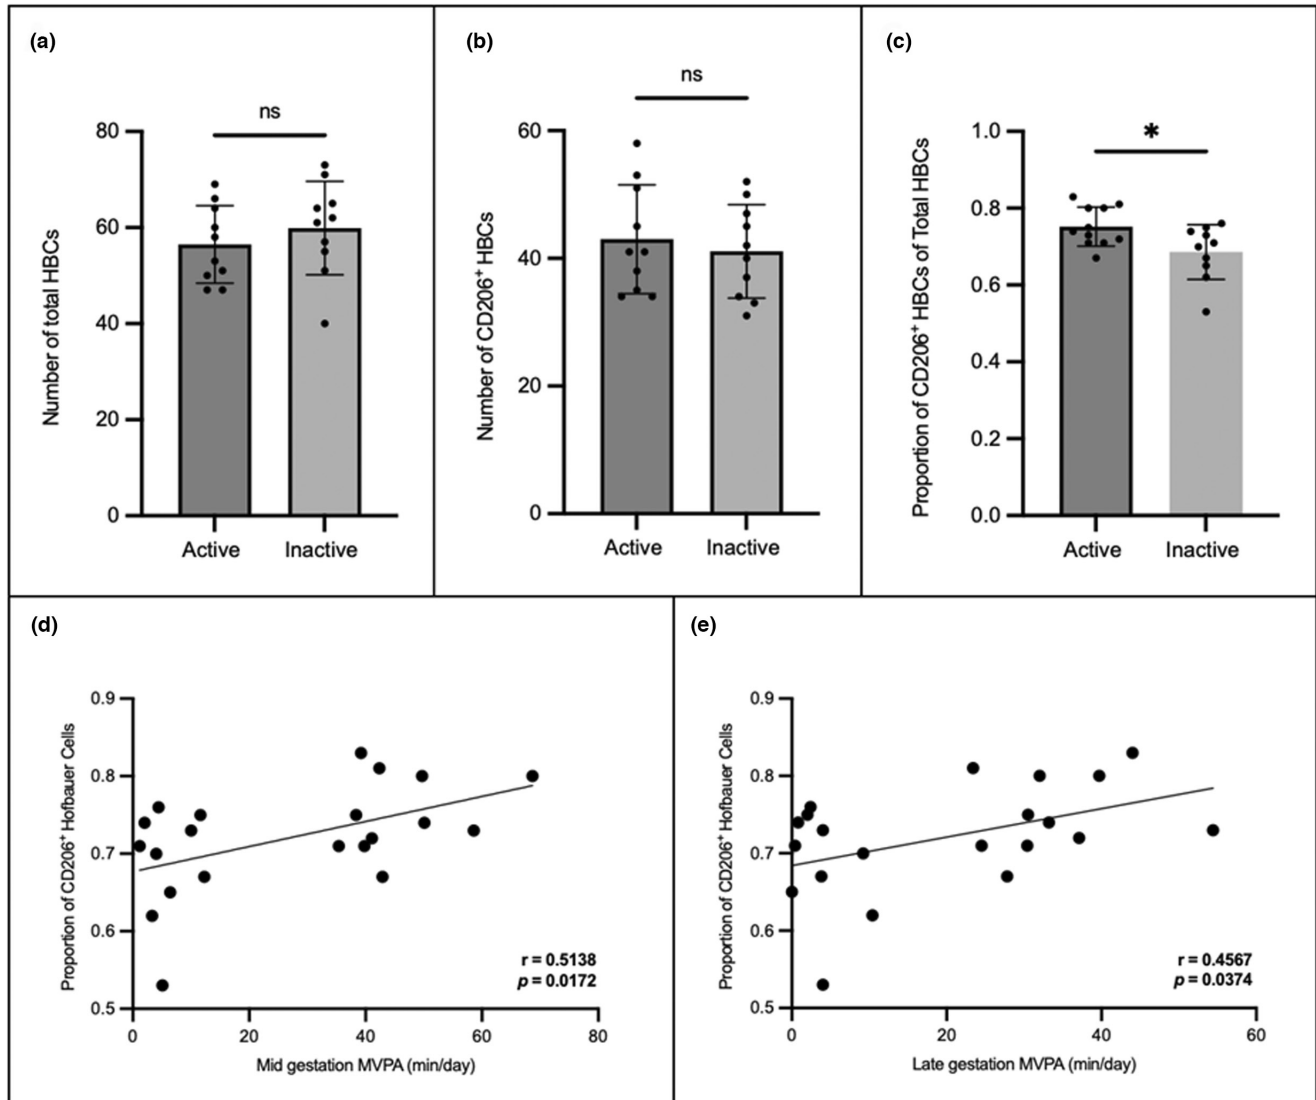 (a)
ns
Number of total HBCs
80
60
40
20
0
Active Inactive
(b)
ns
Number of CD206⁺ HBCs
60
40
20
0
Active Inactive
(c)
*
Proportion of CD206⁺ HBCs of Total HBCs
1.0
0.8
0.6
0.4
0.2
0.0
Active Inactive
(d)
Proportion of CD206⁺ Hofbauer Cells
0.9
0.8
0.7
0.6
0.5
r = 0.5138
p = 0.0172
0 20 40 60 80
Mid gestation MVPA (min/day)
(e)
Proportion of CD206⁺ Hofbauer Cells
0.9
0.8
0.7
0.6
0.5
r = 0.4567
p = 0.0374
0 20 40 60
Late gestation MVPA (min/day)